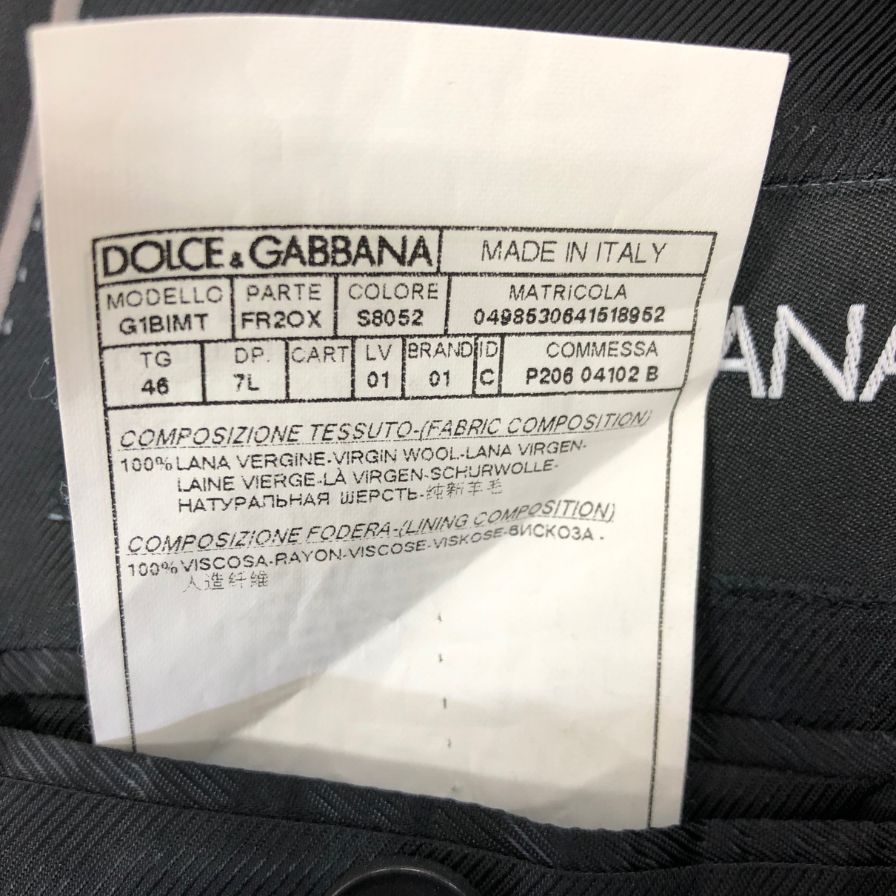 DOLCE & GABBANA MADE IN ITALY
MODELLO PARTE COLORE MATRiCOLA
G1BIMT FR2OX S8052 0498530641518952
TG DP. CART LV BRAND ID COMMESSA
46 7L 01 01 C P206 04102 B
COMPOSIZIONE TESSUTO-(FABRIC COMPOSITION)
100% LANA VERGINE-VIRGIN WOOL-LANA VIRGEN-
LAINE VIERGE-LÀ VIRGEN-SCHURWOLLE-
НАТУРАЛЬНАЯ ШЕРСТЬ-纯新羊毛
COMPOSIZIONE FODERA-(LINING COMPOSITION)
100% VISCOSA-RAYON-VISCOSE-VISKOSE-ВИСКОЗА.
人造纤维
ANA